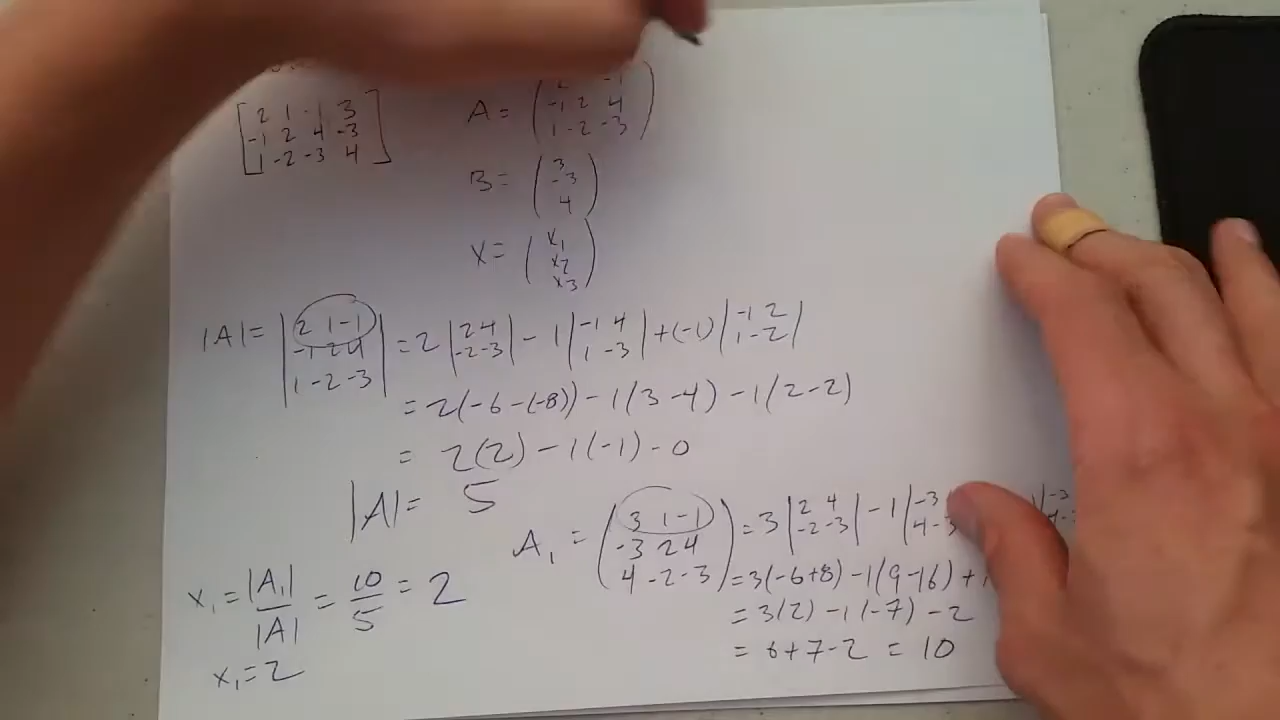 2 1 -1 3
-1 2 4 -3
1 -2 -3 4
A = 2 -1
-1 2 4
1 -2 -3
B = 3
-3
4
X = x₁
x₂
x₃
|A| = |2 1 -1| = 2 |2 4| - 1 |-1 4| + (-1) |-1 2|
|-1 2 4| |-2 -3| |1 -3| |1 -2|
|1 -2 -3|
= 2(-6 - (-8)) - 1(3 - 4) - 1(2 - 2)
= 2(2) - 1(-1) - 0
|A| = 5
A₁ = (3 1 -1) = 3 |2 4| - 1 |-3
(-3 2 4) |-2 -3| |4 -3
(4 -2 -3) = 3(-6+8) - 1(9-16) +
= 3(2) - 1(-7) - 2
= 6+7-2 = 10
x₁ = |A₁| / |A| = 10/5 = 2
x₁ = 2